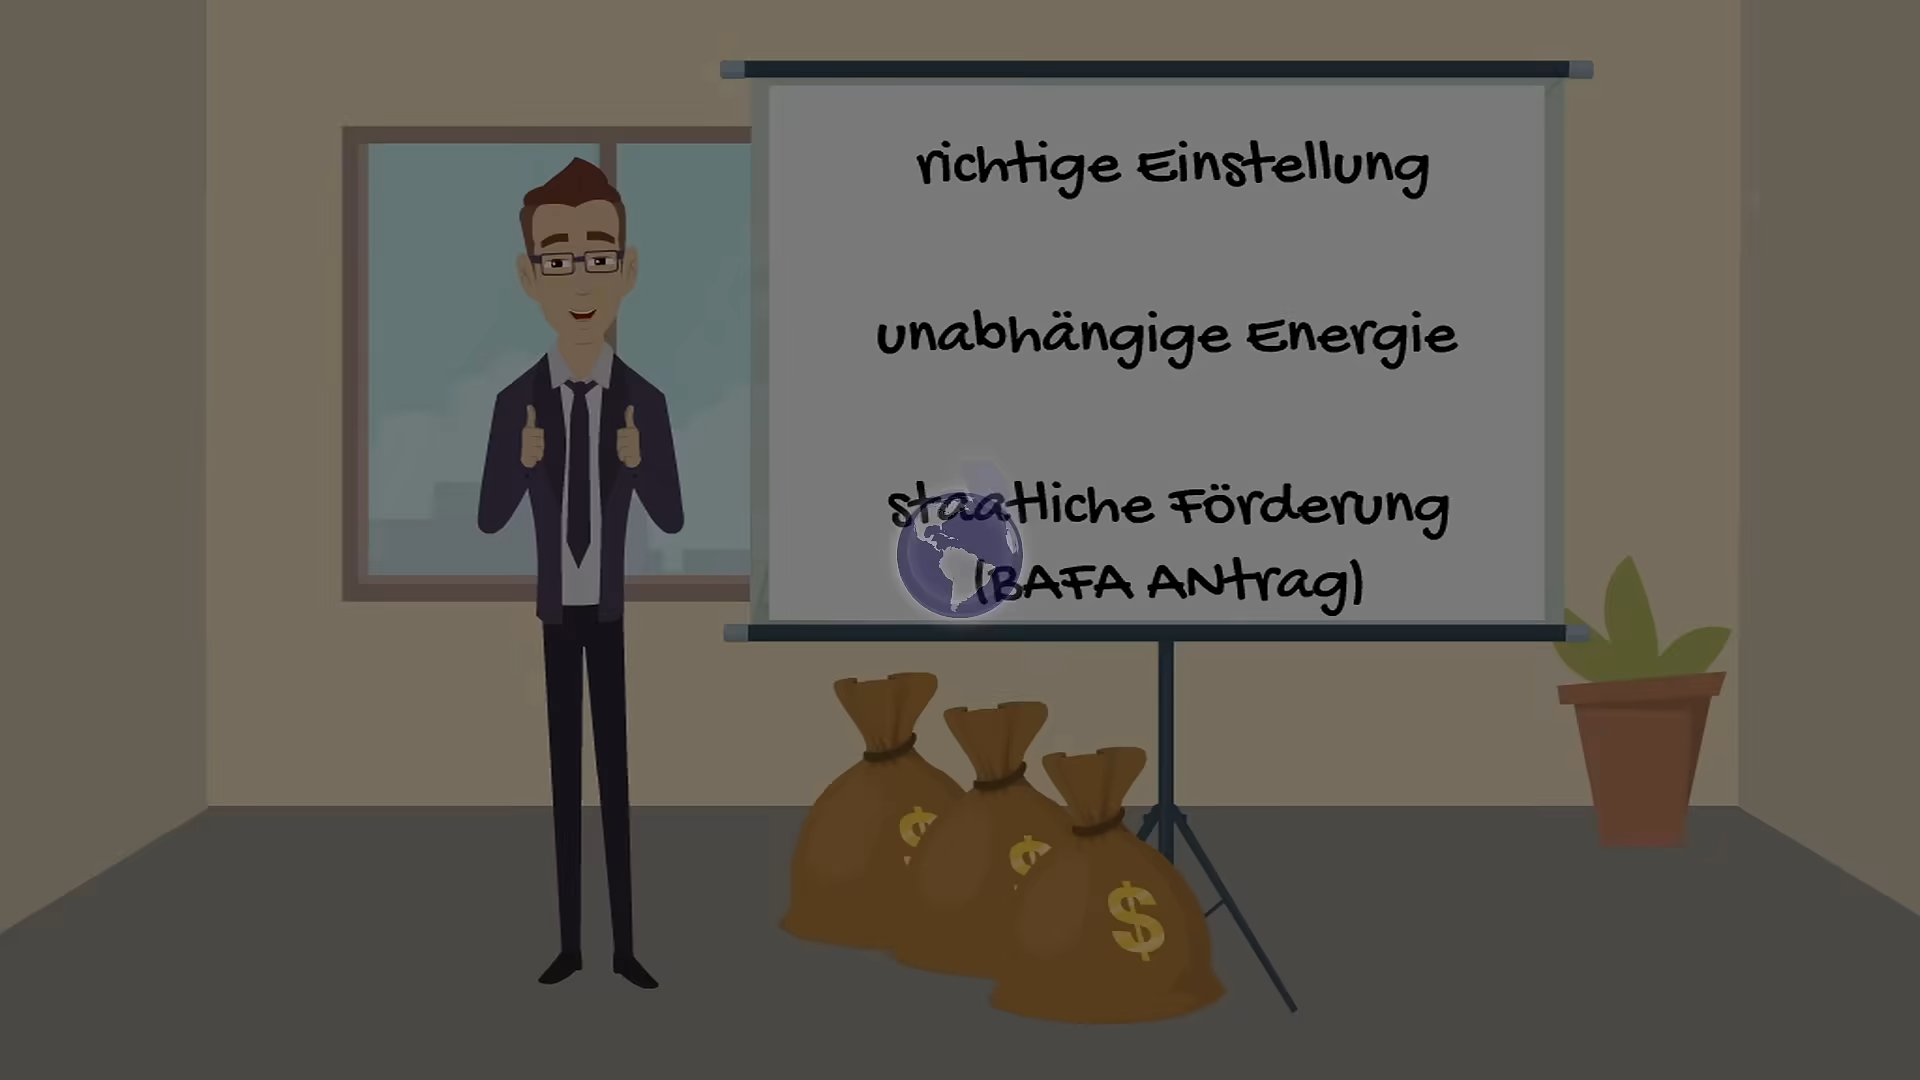 richtige Einstellung
unabhängige Energie
staatliche Förderung
(BAFA ANtrag)
$
$
$